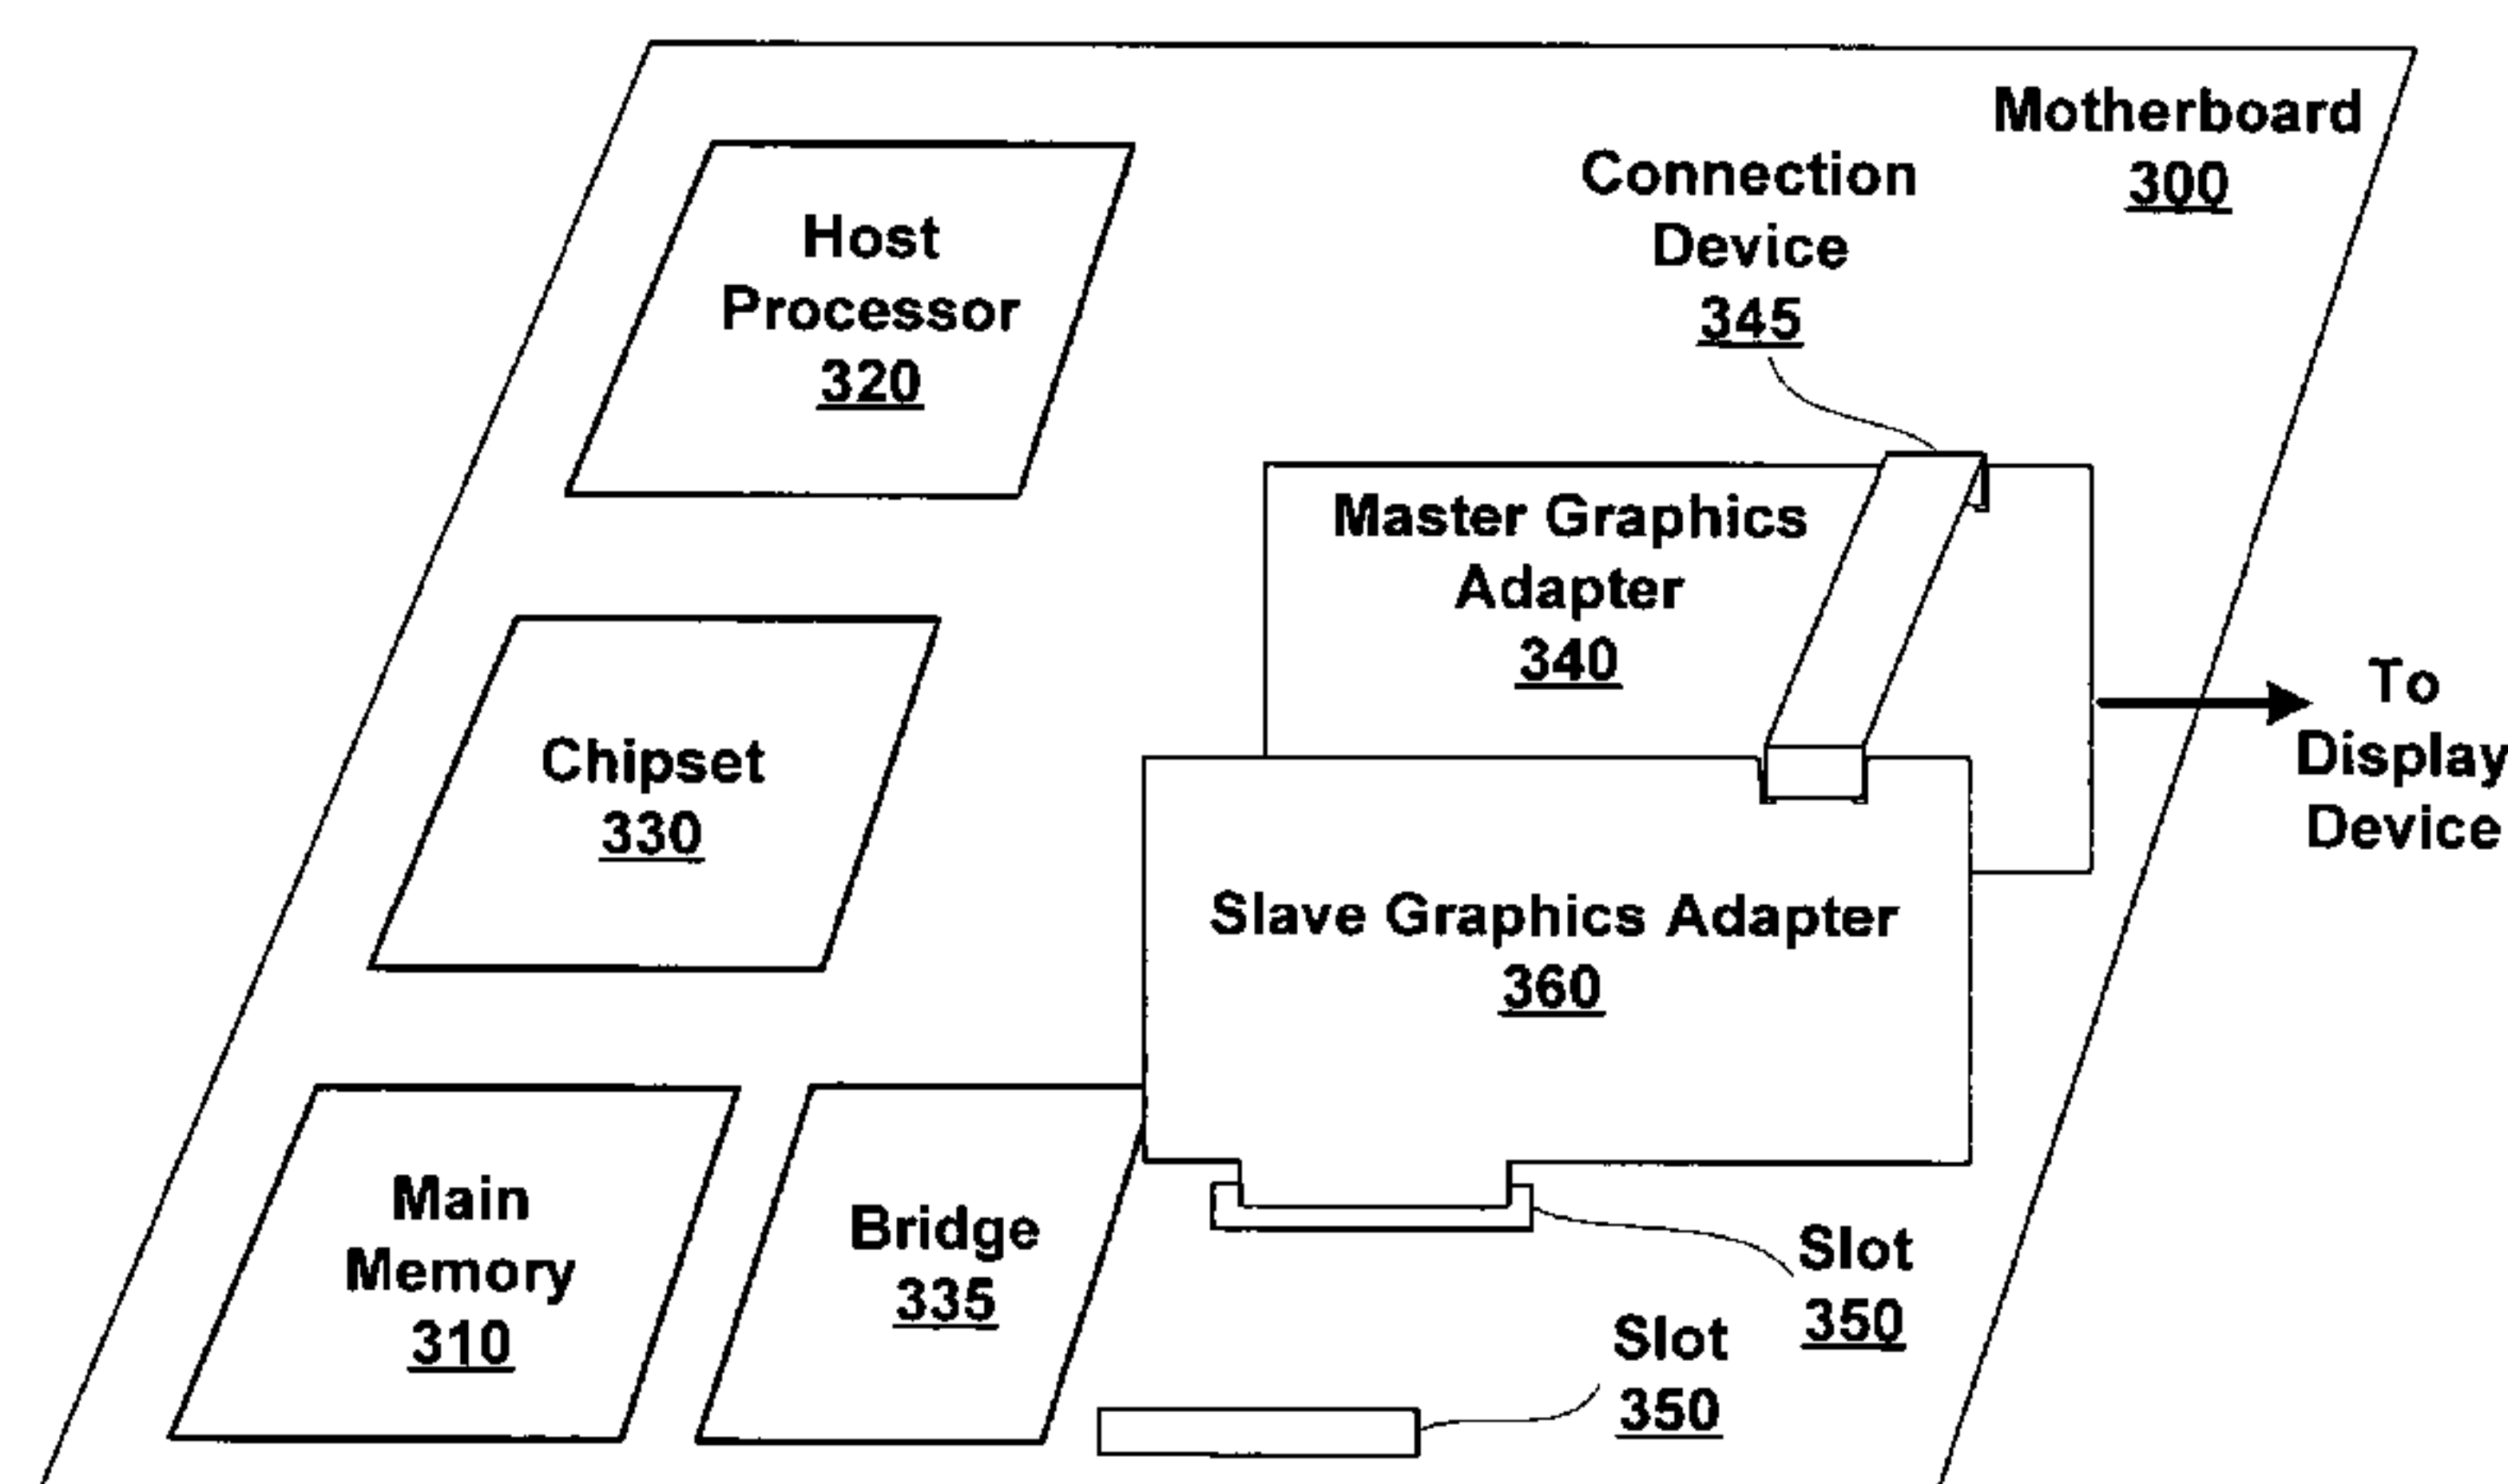 Motherboard
300
Connection
Device
345
Host
Processor
320
Master Graphics
Adapter
340
To
Display
Device
Chipset
330
Slave Graphics Adapter
360
Main
Memory
310
Bridge
335
Slot
350
Slot
350